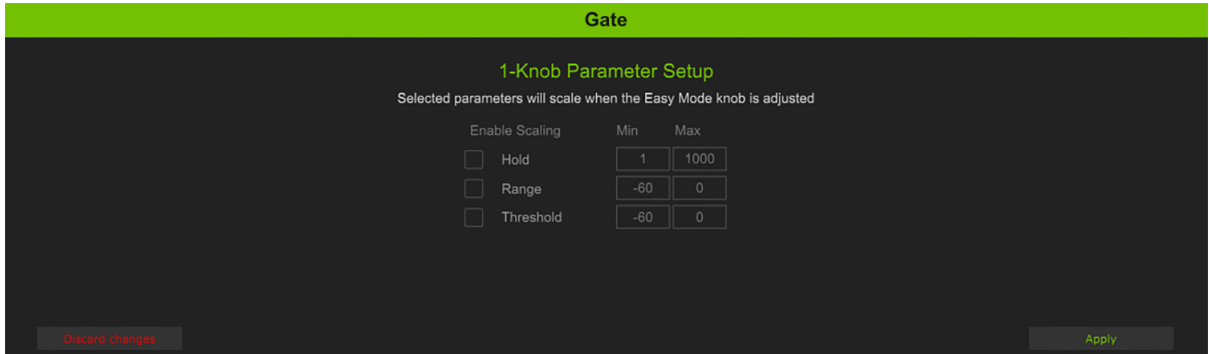 Gate
1-Knob Parameter Setup
Selected parameters will scale when the Easy Mode knob is adjusted
Enable Scaling Min Max
Hold 1 1000
Range -60 0
Threshold -60 0
Discard changes Apply